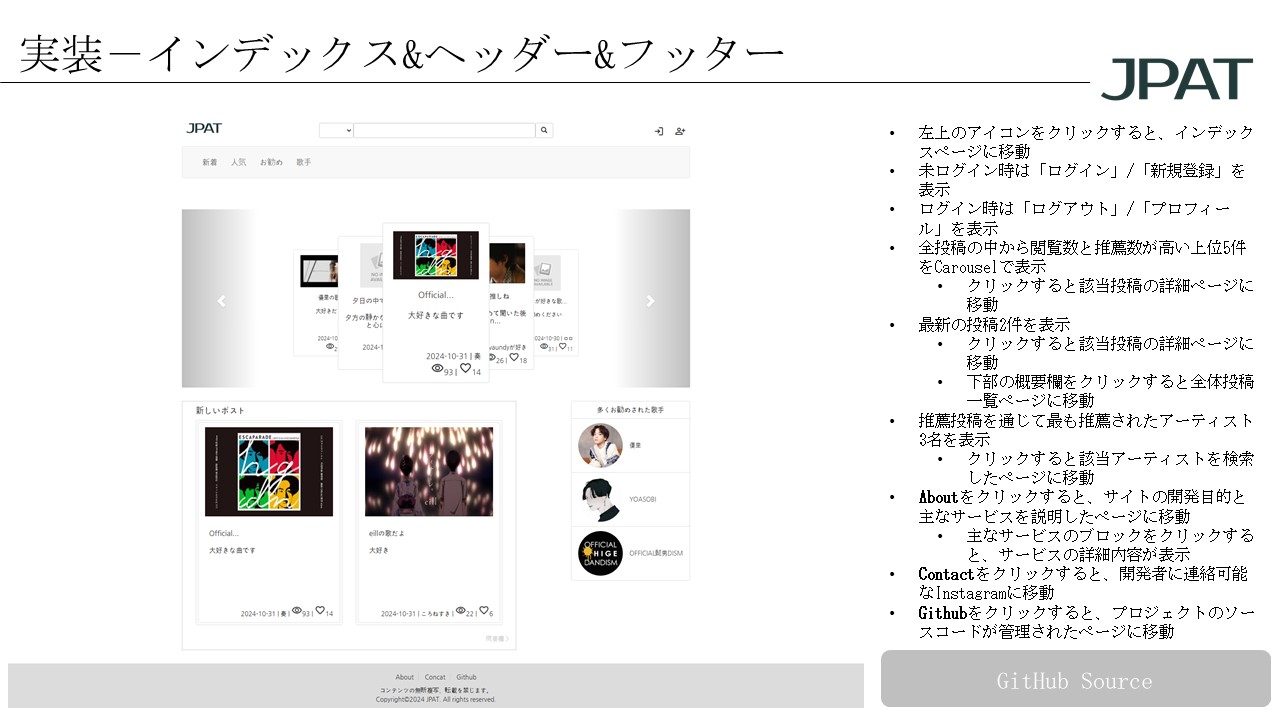 実装－インデックス&ヘッダー&フッター
JPAT
JPAT
新着 人気 お勧め 歌手
Official...
大好きな曲です
2024-10-31 | 奏
93 | 14
夕日の中で
夕方の静かな
と心に
2024-1
優里の歌
大好きだ
2024-10
推しね
めて聞いた後
n...
vaundyが好き
26 | 18
が好きな歌...
めください
2024-10-30 | ロロ
31 | 11
新しいポスト
ESCAPARADE
Official...
大好きな曲です
2024-10-31 | 奏 | 93 | 14
eill
eillの歌だよ
大好き
2024-10-31 | ころねすき | 22 | 6
多くお勧めされた歌手
優里
YOASOBI
OFFICIAL
HIGE
DANDISM
OFFICIAL髭男DISM
About Concat Github
コンテンツの無断複写、転載を禁じます。
Copyright©2024 JPAT. All rights reserved.
• 左上のアイコンをクリックすると、インデック
スページに移動
• 未ログイン時は「ログイン」/「新規登録」を
表示
• ログイン時は「ログアウト」/「プロフィー
ル」を表示
• 全投稿の中から閲覧数と推薦数が高い上位5件
をCarouselで表示
• クリックすると該当投稿の詳細ページに
移動
• 最新の投稿2件を表示
• クリックすると該当投稿の詳細ページに
移動
• 下部の概要欄をクリックすると全体投稿
一覧ページに移動
• 推薦投稿を通じて最も推薦されたアーティスト
3名を表示
• クリックすると該当アーティストを検索
したページに移動
• Aboutをクリックすると、サイトの開発目的と
主なサービスを説明したページに移動
• 主なサービスのブロックをクリックする
と、サービスの詳細内容が表示
• Contactをクリックすると、開発者に連絡可能
なInstagramに移動
• Githubをクリックすると、プロジェクトのソー
スコードが管理されたページに移動
GitHub Source